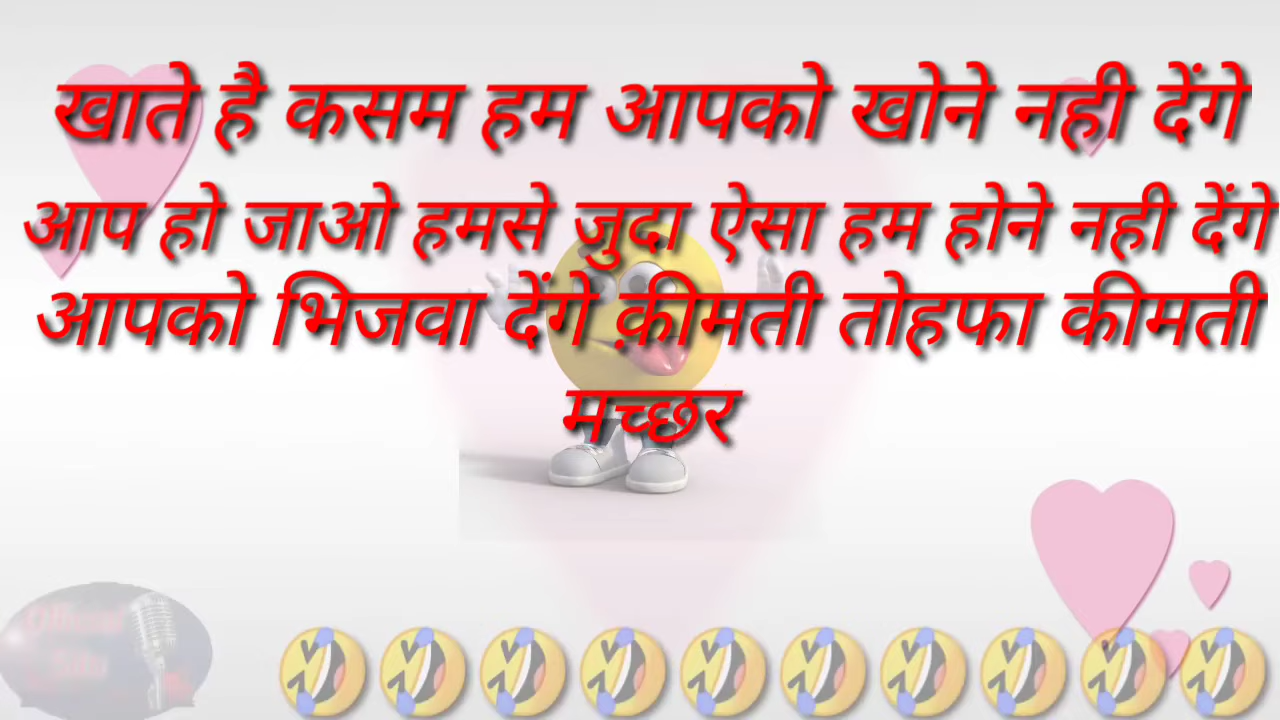 खाते है कसम हम आपको खोने नही देंगे
आप हो जाओ हमसे जुदा ऐसा हम होने नही देंगे
आपको भिजवा देंगे क़ीमती तोहफा कीमती
मच्छर